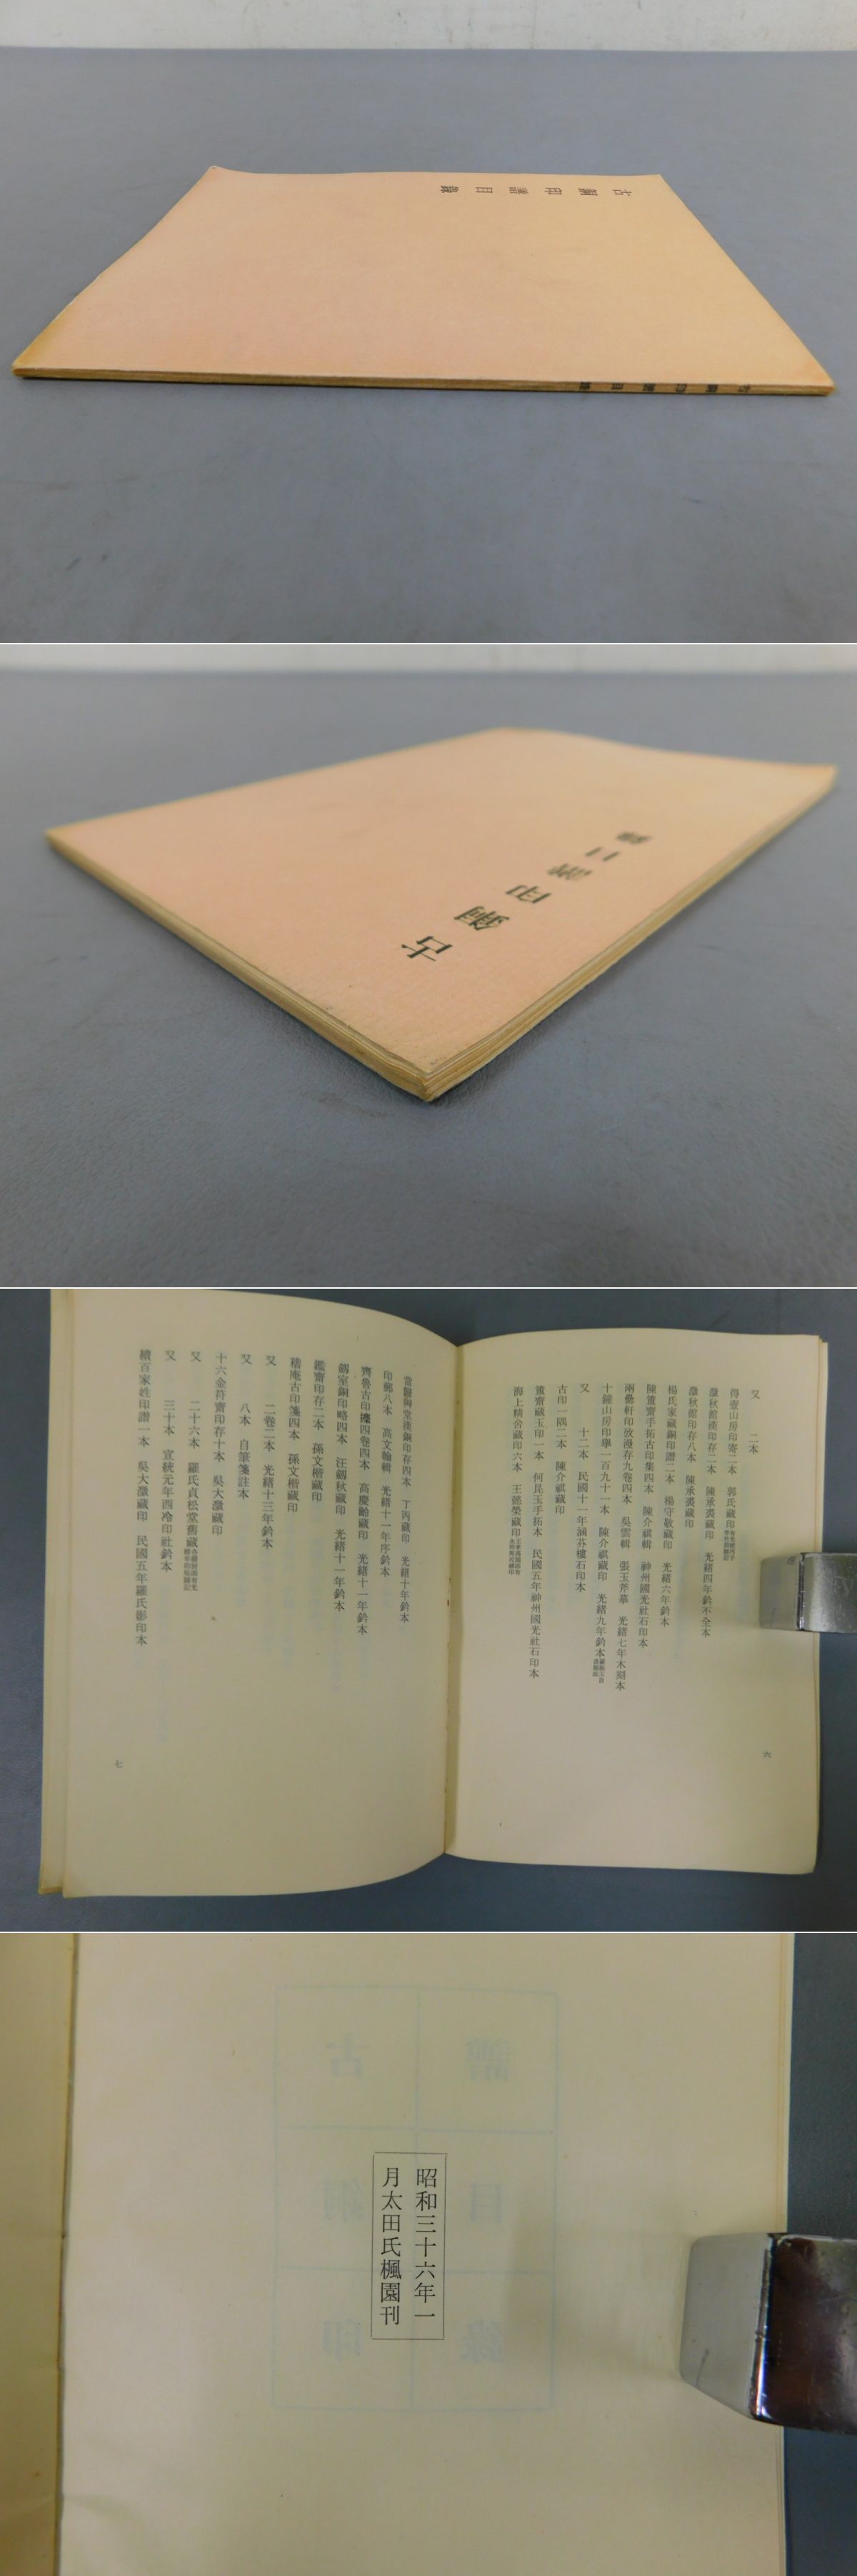 古銅印譜目錄
古銅印譜目錄
古銅印譜目錄
又　二本
得壺山房印寄二本　郭氏藏印
澂秋館漢印存二本　陳承裘藏印　光緒四年鈐不全本
澂秋館印存八本　陳承裘藏印
楊氏家藏銅印譜二本　楊守敬藏印　光緒六年鈐本
陳簠齋手拓古印集四本　陳介祺輯　神州國光社石印本
兩罍軒印攷漫存九卷四本　吳雲輯　張玉斧摹　光緒七年木刻本
十鐘山房印舉一百九十一本　陳介祺藏印　光緒九年鈐本
又　十二本　民國十一年涵芬樓石印本
古印一隅二本　陳介祺藏印
簠齋藏玉印一本　何昆玉手拓本　民國五年神州國光社石印本
海上精舍藏印六本　王懿榮藏印
六
當歸草堂漢銅印存四本　丁丙藏印　光緒十年鈐本
印郵八本　高文翰輯　光緒十一年序鈐本
齊魯古印攈四卷四本　高慶齡藏印　光緒十一年鈐本
劒室銅印略四本　汪劒秋藏印　光緒十一年鈐本
鑑齋印存二本　孫文楷藏印
稽庵古印箋四本　孫文楷藏印
又　二卷二本　光緒十三年鈐本
又　八本　自筆箋註本
十六金符齋印存十本　吳大澂藏印
又　二十六本　羅氏貞松堂舊藏
又　三十本　宣統元年西泠印社鈐本
續百家姓印譜一本　吳大澂藏印　民國五年羅氏影印本
七
譜目錄
古銅印
昭和三十六年一
月太田氏楓園刊